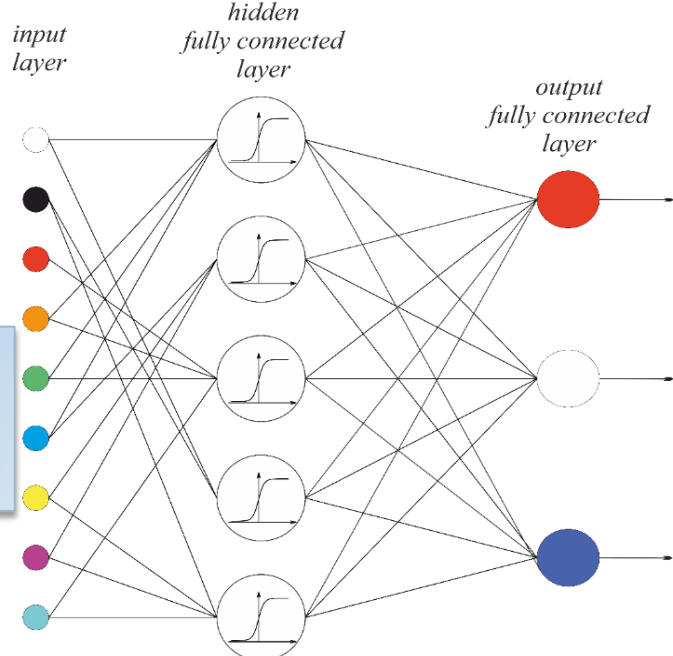 input
layer
hidden
fully connected
layer
output
fully connected
layer